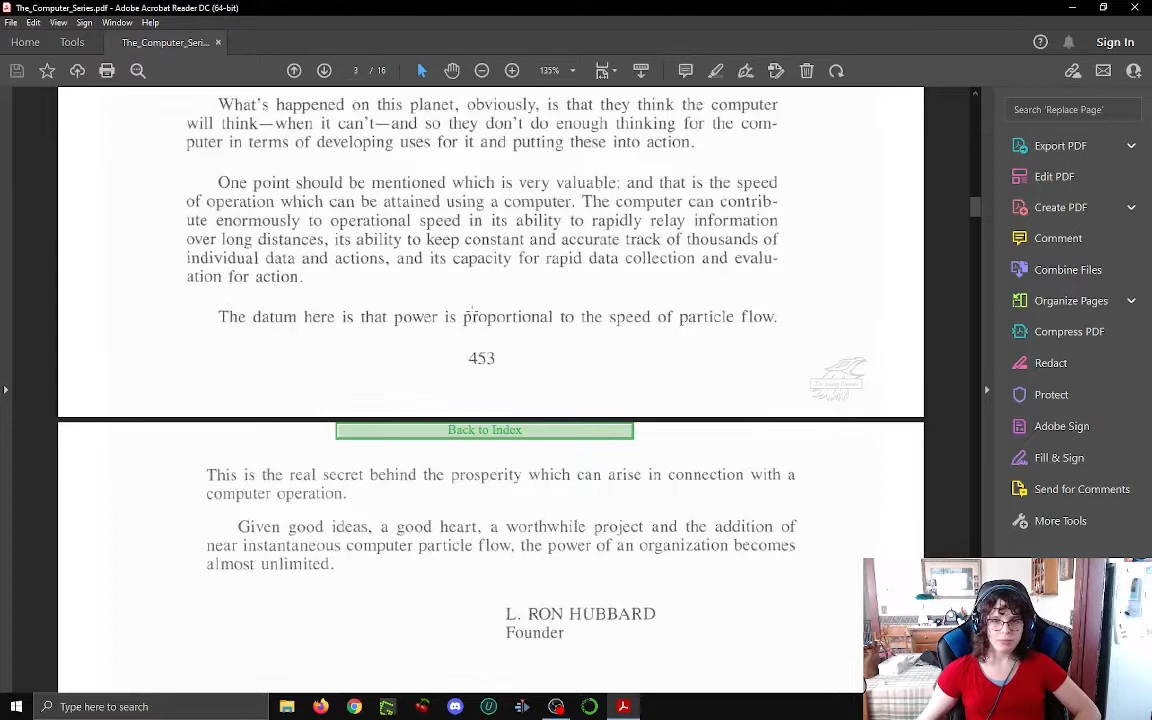 The_Computer_Series.pdf - Adobe Acrobat Reader DC (64-bit)
File Edit View Sign Window Help
Home Tools The_Computer_Seri... × Sign In
3 / 16 135%
What's happened on this planet, obviously, is that they think the computer
will think—when it can't—and so they don't do enough thinking for the com-
puter in terms of developing uses for it and putting these into action.
One point should be mentioned which is very valuable: and that is the speed
of operation which can be attained using a computer. The computer can contrib-
ute enormously to operational speed in its ability to rapidly relay information
over long distances, its ability to keep constant and accurate track of thousands of
individual data and actions, and its capacity for rapid data collection and evalu-
ation for action.
The datum here is that power is proportional to the speed of particle flow.
453
Back to Index
This is the real secret behind the prosperity which can arise in connection with a
computer operation.
Given good ideas, a good heart, a worthwhile project and the addition of
near instantaneous computer particle flow, the power of an organization becomes
almost unlimited.
L. RON HUBBARD
Founder
Search 'Replace Page'
Export PDF
Edit PDF
Create PDF
Comment
Combine Files
Organize Pages
Compress PDF
Redact
Protect
Adobe Sign
Fill & Sign
Send for Comments
More Tools
Type here to search